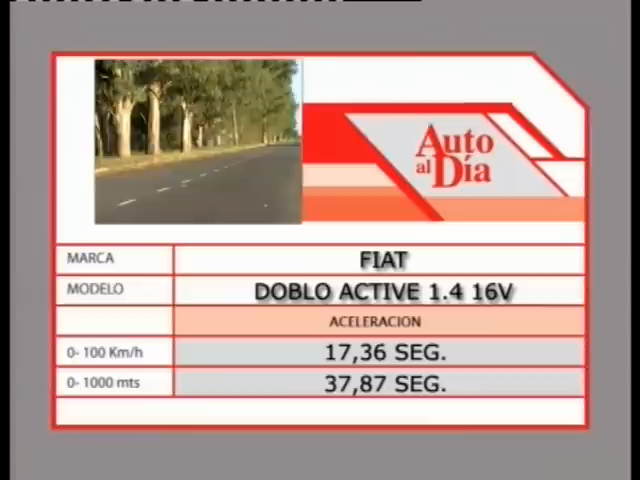 Auto
al Día
MARCA FIAT
MODELO DOBLO ACTIVE 1.4 16V
ACELERACION
0- 100 Km/h 17,36 SEG.
0- 1000 mts 37,87 SEG.